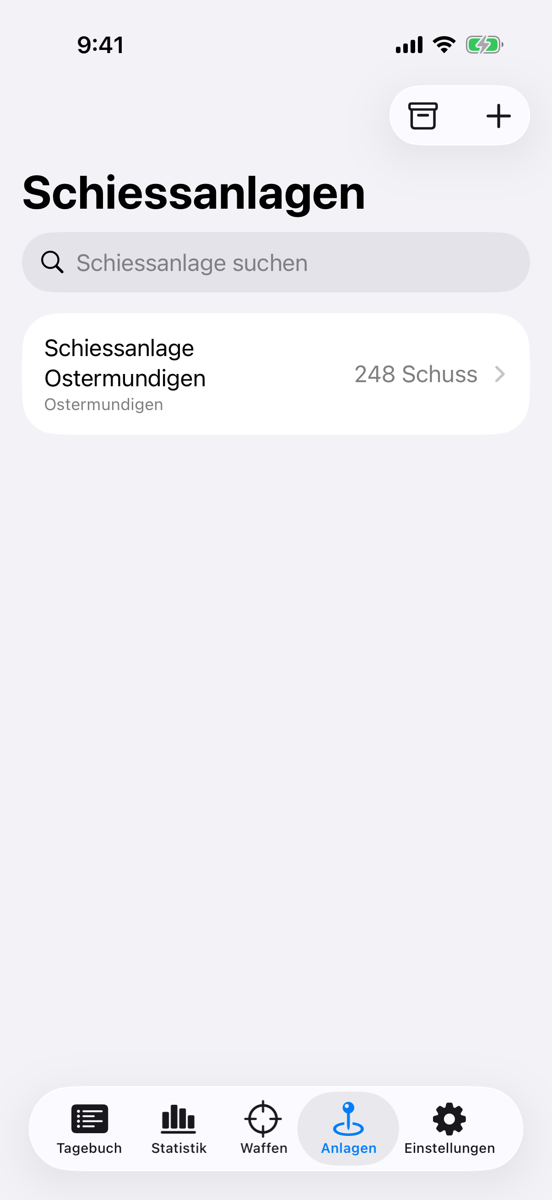 9:41
Schiessanlagen
Schiessanlage suchen
Schiessanlage
Ostermundigen
248 Schuss
Ostermundigen
Tagebuch
Statistik
Waffen
Anlagen
Einstellungen